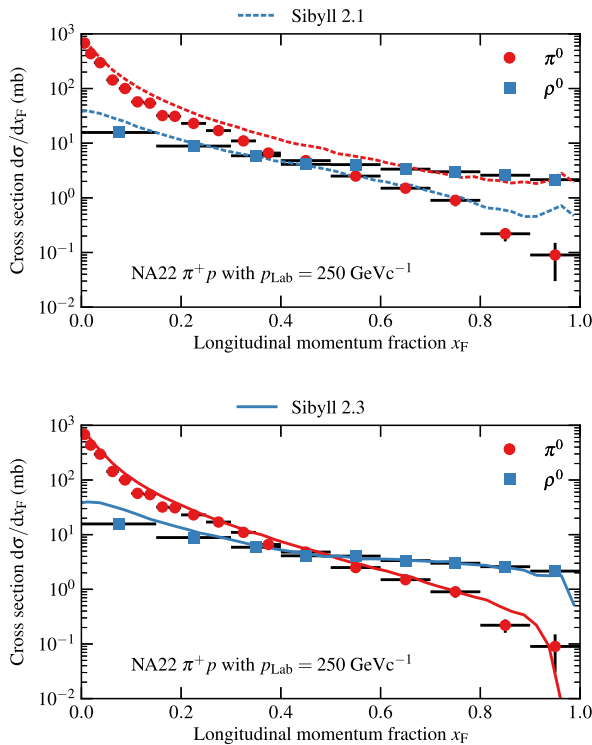 Sibyll 2.1
Cross section dσ/dx_F (mb)
10³
10²
10¹
10⁰
10⁻¹
10⁻²
π⁰
ρ⁰
NA22 π⁺p with p_Lab = 250 GeVc⁻¹
0.0 0.2 0.4 0.6 0.8 1.0
Longitudinal momentum fraction x_F
Sibyll 2.3
Cross section dσ/dx_F (mb)
10³
10²
10¹
10⁰
10⁻¹
10⁻²
π⁰
ρ⁰
NA22 π⁺p with p_Lab = 250 GeVc⁻¹
0.0 0.2 0.4 0.6 0.8 1.0
Longitudinal momentum fraction x_F